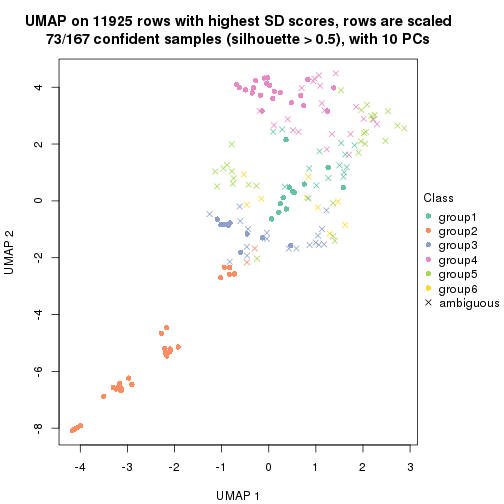 UMAP on 11925 rows with highest SD scores, rows are scaled
73/167 confident samples (silhouette > 0.5), with 10 PCs
4
2
0
-2
-4
-6
-8
UMAP 2
-4
-3
-2
-1
0
1
2
3
UMAP 1
Class
group1
group2
group3
group4
group5
group6
ambiguous